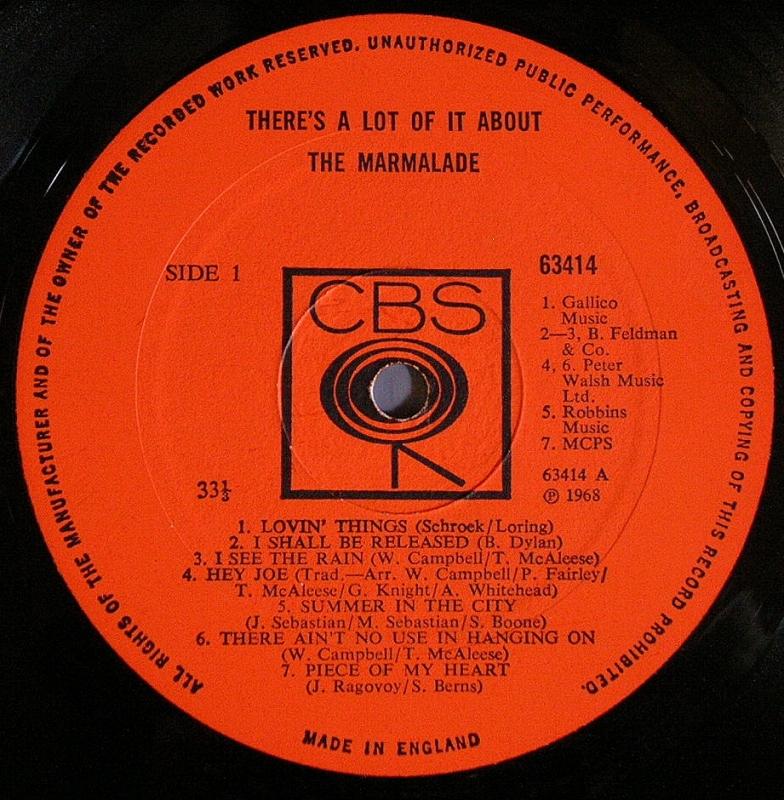 ALL RIGHTS OF THE MANUFACTURER AND OF THE OWNER OF THE RECORDED WORK RESERVED. UNAUTHORIZED PUBLIC PERFORMANCE, BROADCASTING AND COPYING OF THIS RECORD PROHIBITED.
THERE'S A LOT OF IT ABOUT
THE MARMALADE
SIDE 1
CBS
63414
1. Gallico
Music
2—3, B. Feldman
& Co.
4, 6. Peter
Walsh Music
Ltd.
5. Robbins
Music
7. MCPS
63414 A
℗ 1968
33⅓
1. LOVIN' THINGS (Schroek/Loring)
2. I SHALL BE RELEASED (B. Dylan)
3. I SEE THE RAIN (W. Campbell/T. McAleese)
4. HEY JOE (Trad.—Arr. W. Campbell/P. Fairley/
T. McAleese/G. Knight/A. Whitehead)
5. SUMMER IN THE CITY
(J. Sebastian/M. Sebastian/S. Boone)
6. THERE AIN'T NO USE IN HANGING ON
(W. Campbell/T. McAleese)
7. PIECE OF MY HEART
(J. Ragovoy/S. Berns)
MADE IN ENGLAND